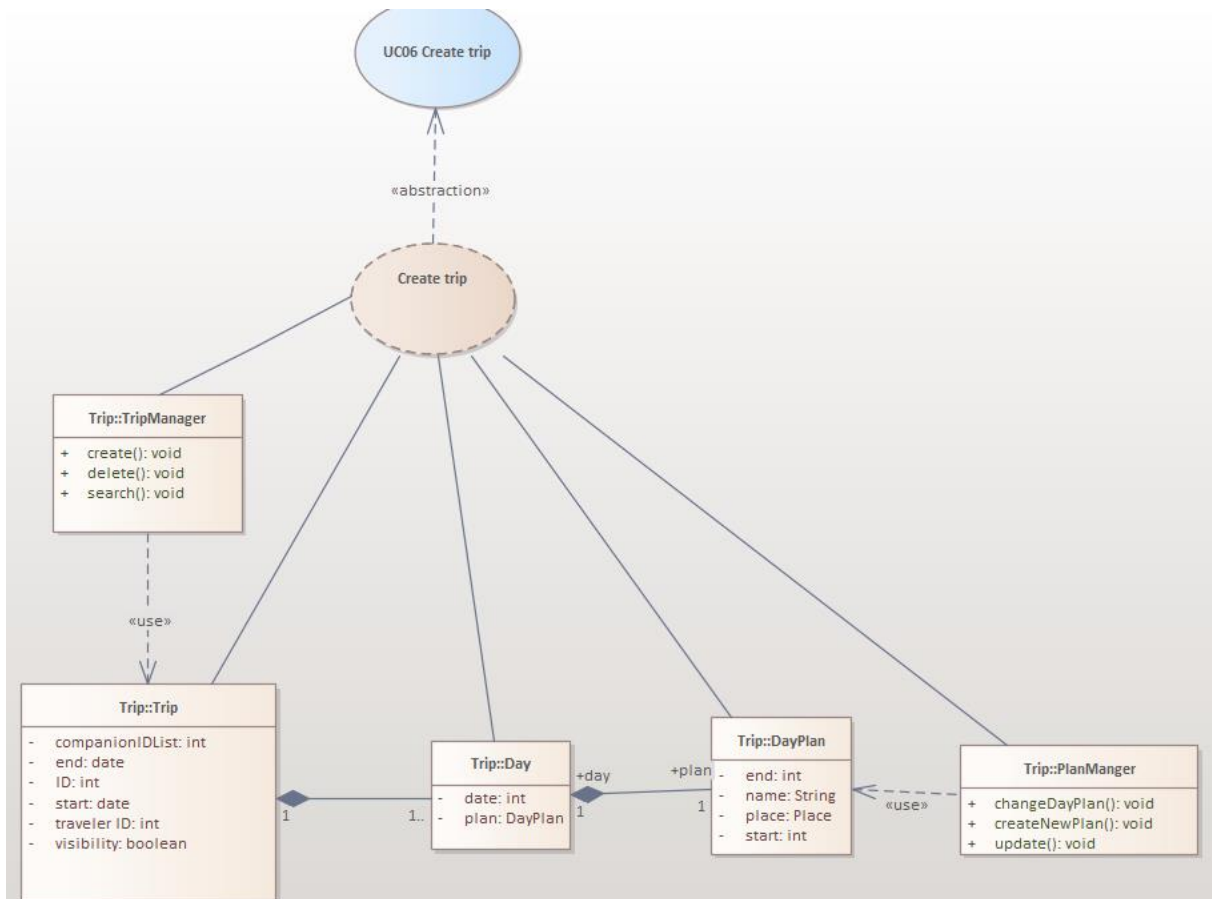 UC06 Create trip
«abstraction»
Create trip
Trip::TripManager
+ create(): void
+ delete(): void
+ search(): void
«use»
Trip::Trip
- companionIDList: int
- end: date
- ID: int
- start: date
- traveler ID: int
- visibility: boolean
1
1..
Trip::Day
- date: int
- plan: DayPlan
+day
1
+plan
1
Trip::DayPlan
- end: int
- name: String
- place: Place
- start: int
«use»
Trip::PlanManger
+ changeDayPlan(): void
+ createNewPlan(): void
+ update(): void